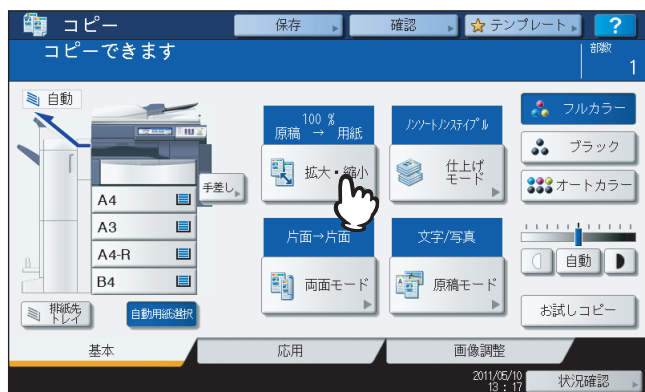 コピー
保存
確認
テンプレート
?
コピーできます
部数
1
自動
100 %
原稿 → 用紙
ノンソートノンステイプル
フルカラー
拡大・縮小
仕上げ
モード
ブラック
手差し
オートカラー
A4
A3
A4-R
B4
片面→片面
文字/写真
自動
両面モード
原稿モード
排紙先
トレイ
自動用紙選択
お試しコピー
基本
応用
画像調整
2011/05/10
13 : 17
状況確認